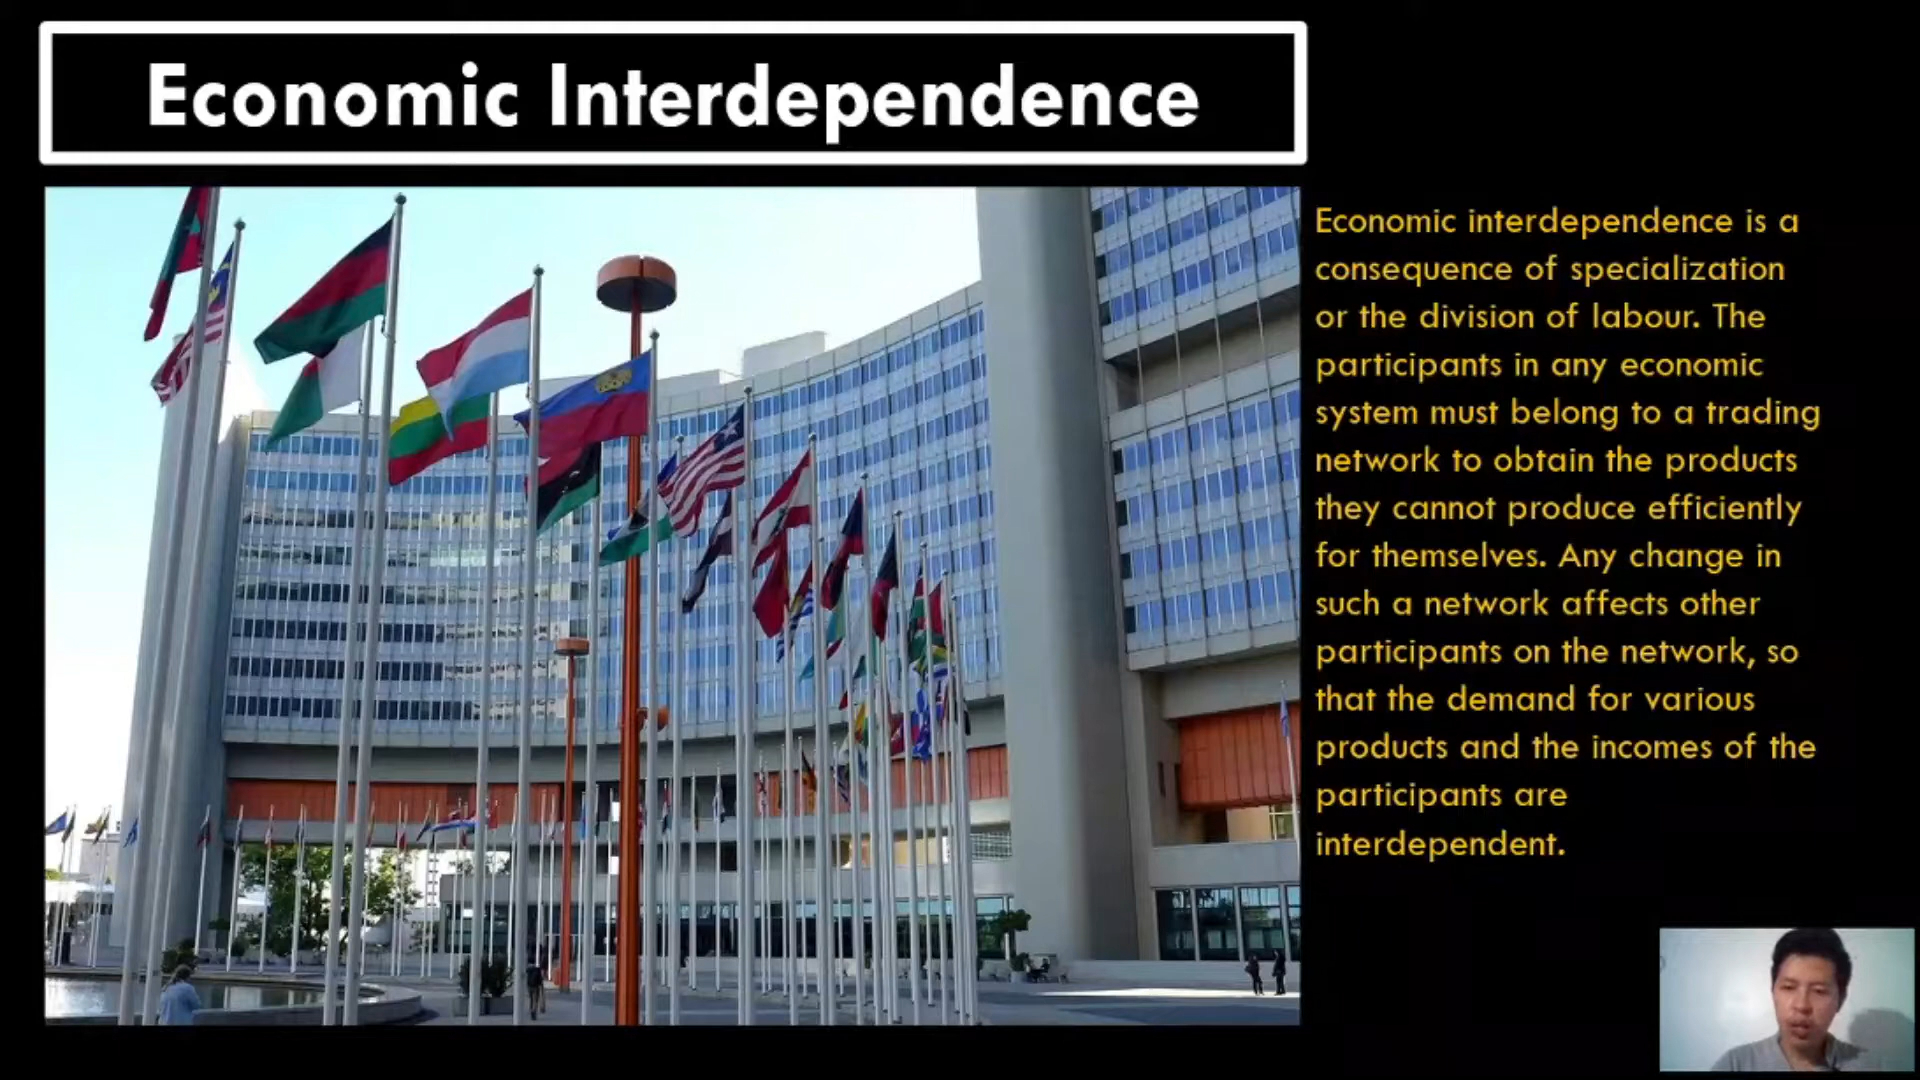 Economic Interdependence
Economic interdependence is a
consequence of specialization
or the division of labour. The
participants in any economic
system must belong to a trading
network to obtain the products
they cannot produce efficiently
for themselves. Any change in
such a network affects other
participants on the network, so
that the demand for various
products and the incomes of the
participants are
interdependent.